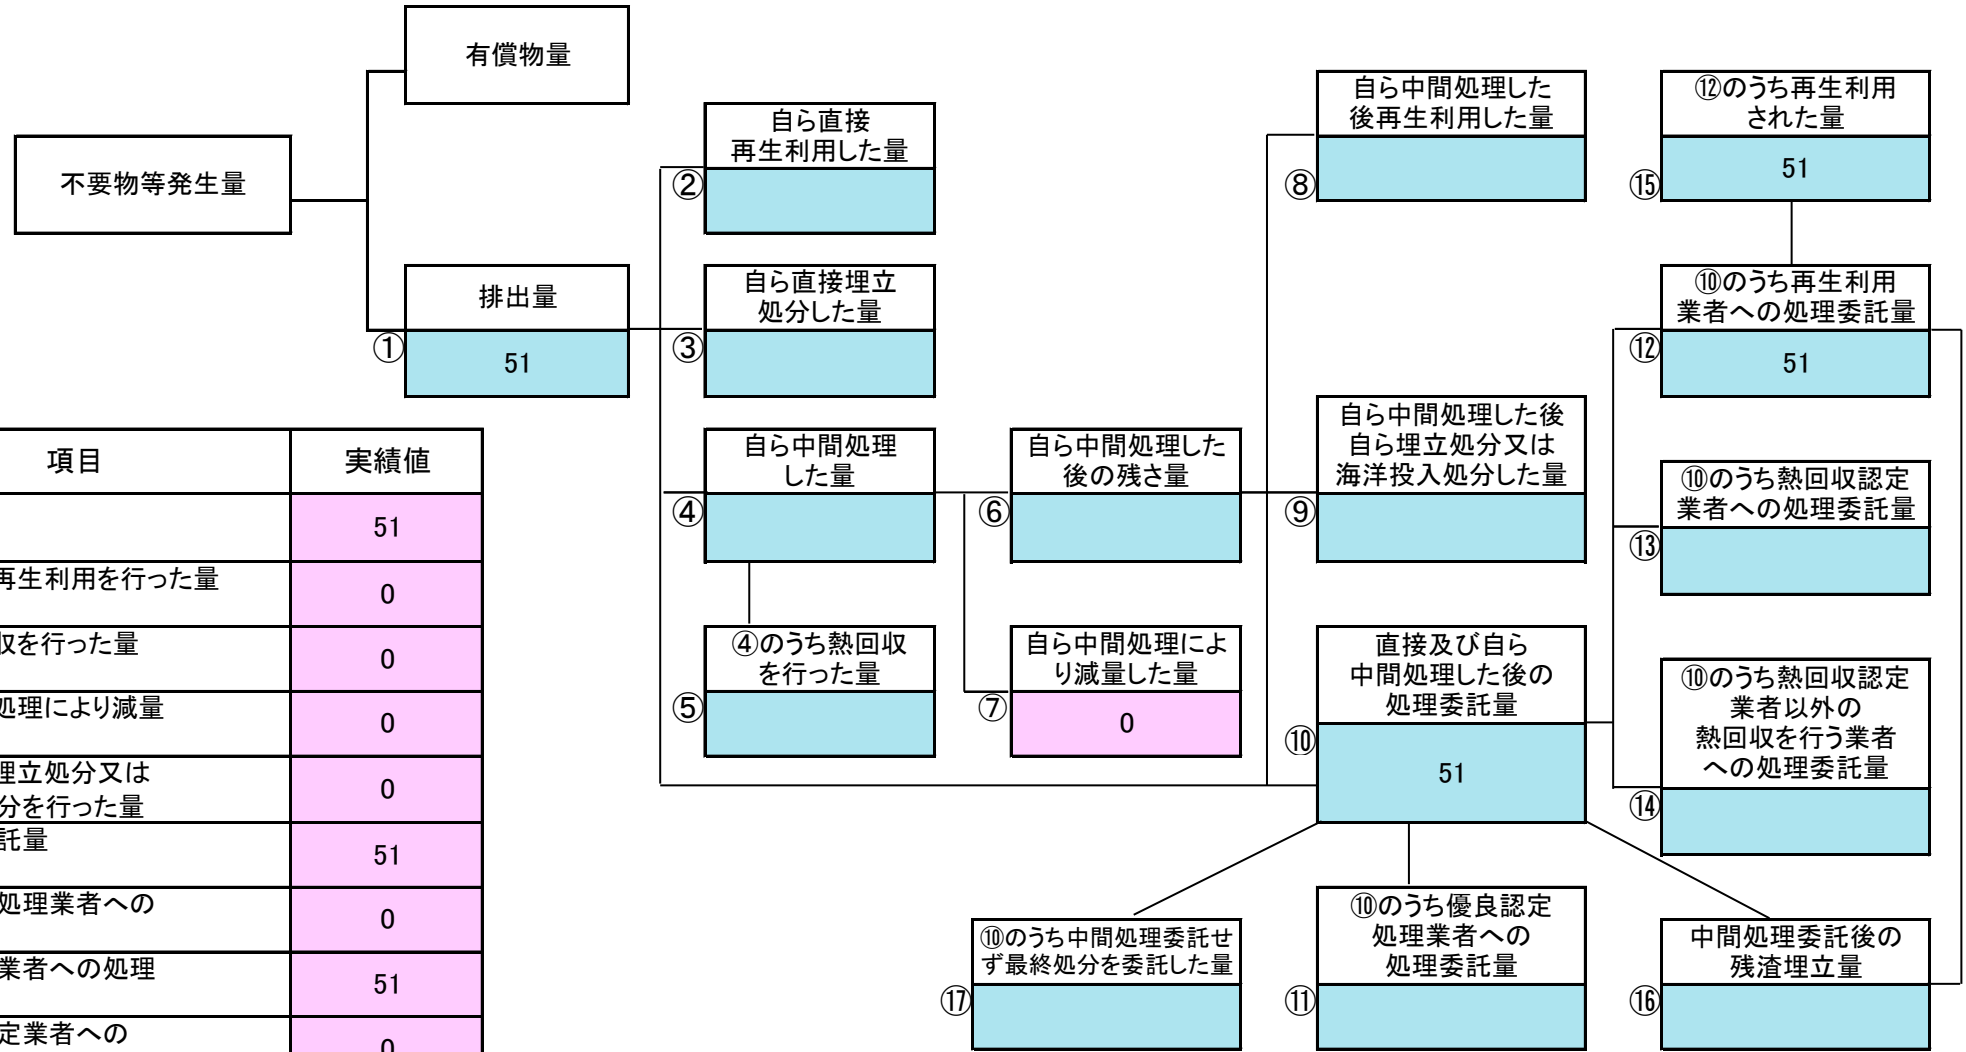 有償物量
不要物等発生量
排出量
①
51
自ら直接
再生利用した量
②
自ら直接埋立
処分した量
③
自ら中間処理
した量
④
④のうち熱回収
を行った量
⑤
自ら中間処理した
後の残さ量
⑥
自ら中間処理によ
り減量した量
⑦
0
自ら中間処理した
後再生利用した量
⑧
自ら中間処理した後
自ら埋立処分又は
海洋投入処分した量
⑨
直接及び自ら
中間処理した後の
処理委託量
⑩
51
⑫のうち再生利用
された量
⑮
51
⑩のうち再生利用
業者への処理委託量
⑫
51
⑩のうち熱回収認定
業者への処理委託量
⑬
⑩のうち熱回収認定
業者以外の
熱回収を行う業者
への処理委託量
⑭
⑩のうち中間処理委託せ
ず最終処分を委託した量
⑰
⑩のうち優良認定
処理業者への
処理委託量
⑪
中間処理委託後の
残渣埋立量
⑯
項目
実績値
51
再生利用を行った量
0
収を行った量
0
処理により減量
0
埋立処分又は
分を行った量
0
託量
51
処理業者への
0
業者への処理
51
定業者への
0